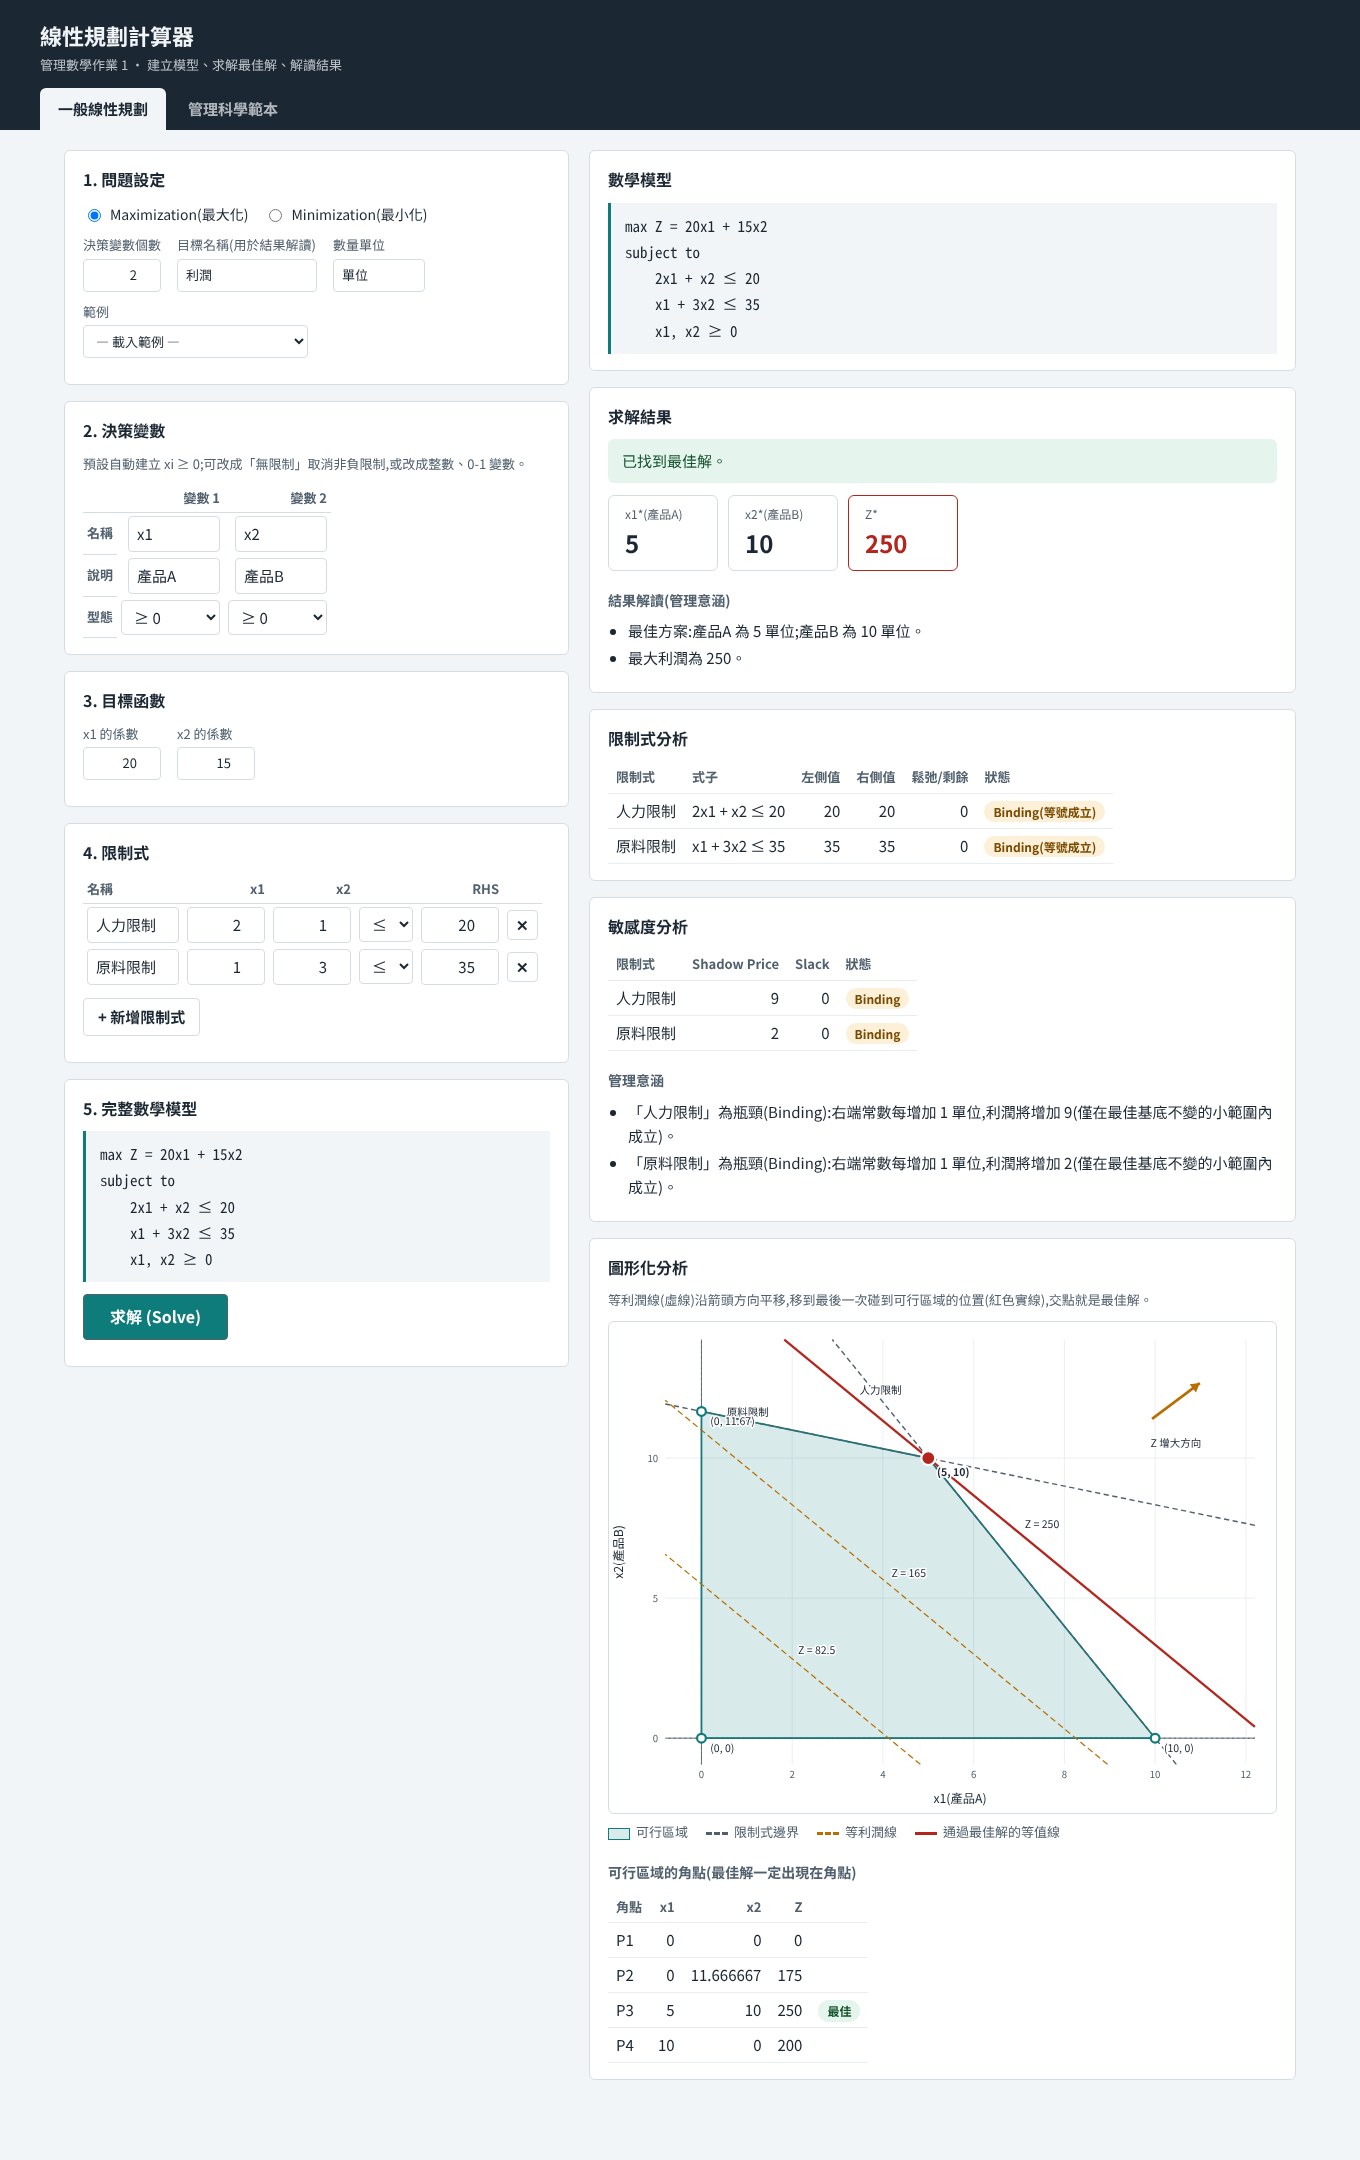 線性規劃計算器
管理數學作業 1 · 建立模型、求解最佳解、解讀結果
一般線性規劃 管理科學範本
1. 問題設定
Maximization(最大化) Minimization(最小化)
決策變數個數 目標名稱(用於結果解讀) 數量單位
2 利潤 單位
範例
— 載入範例 —
2. 決策變數
預設自動建立 xi ≥ 0;可改成「無限制」取消非負限制,或改成整數、0-1 變數。
變數 1 變數 2
名稱 x1 x2
說明 產品A 產品B
型態 ≥ 0 ≥ 0
3. 目標函數
x1 的係數 x2 的係數
20 15
4. 限制式
名稱 x1 x2 RHS
人力限制 2 1 ≤ 20 ×
原料限制 1 3 ≤ 35 ×
+ 新增限制式
5. 完整數學模型
max Z = 20x1 + 15x2
subject to
2x1 + x2 ≤ 20
x1 + 3x2 ≤ 35
x1, x2 ≥ 0
求解 (Solve)
數學模型
max Z = 20x1 + 15x2
subject to
2x1 + x2 ≤ 20
x1 + 3x2 ≤ 35
x1, x2 ≥ 0
求解結果
已找到最佳解。
x1*(產品A) x2*(產品B) Z*
5 10 250
結果解讀(管理意涵)
• 最佳方案:產品A 為 5 單位;產品B 為 10 單位。
• 最大利潤為 250。
限制式分析
限制式 式子 左側值 右側值 鬆弛/剩餘 狀態
人力限制 2x1 + x2 ≤ 20 20 20 0 Binding(等號成立)
原料限制 x1 + 3x2 ≤ 35 35 35 0 Binding(等號成立)
敏感度分析
限制式 Shadow Price Slack 狀態
人力限制 9 0 Binding
原料限制 2 0 Binding
管理意涵
• 「人力限制」為瓶頸(Binding):右端常數每增加 1 單位,利潤將增加 9(僅在最佳基底不變的小範圍內
成立)。
• 「原料限制」為瓶頸(Binding):右端常數每增加 1 單位,利潤將增加 2(僅在最佳基底不變的小範圍內
成立)。
圖形化分析
等利潤線(虛線)沿箭頭方向平移,移到最後一次碰到可行區域的位置(紅色實線),交點就是最佳解。
人力限制
原料限制
(0, 11.67)
Z 增大方向
10
(5, 10)
Z = 250
x2(產品B)
Z = 165
5
Z = 82.5
0
(0, 0) (10, 0)
0 2 4 6 8 10 12
x1(產品A)
可行區域 限制式邊界 等利潤線 通過最佳解的等值線
可行區域的角點(最佳解一定出現在角點)
角點 x1 x2 Z
P1 0 0 0
P2 0 11.666667 175
P3 5 10 250 最佳
P4 10 0 200